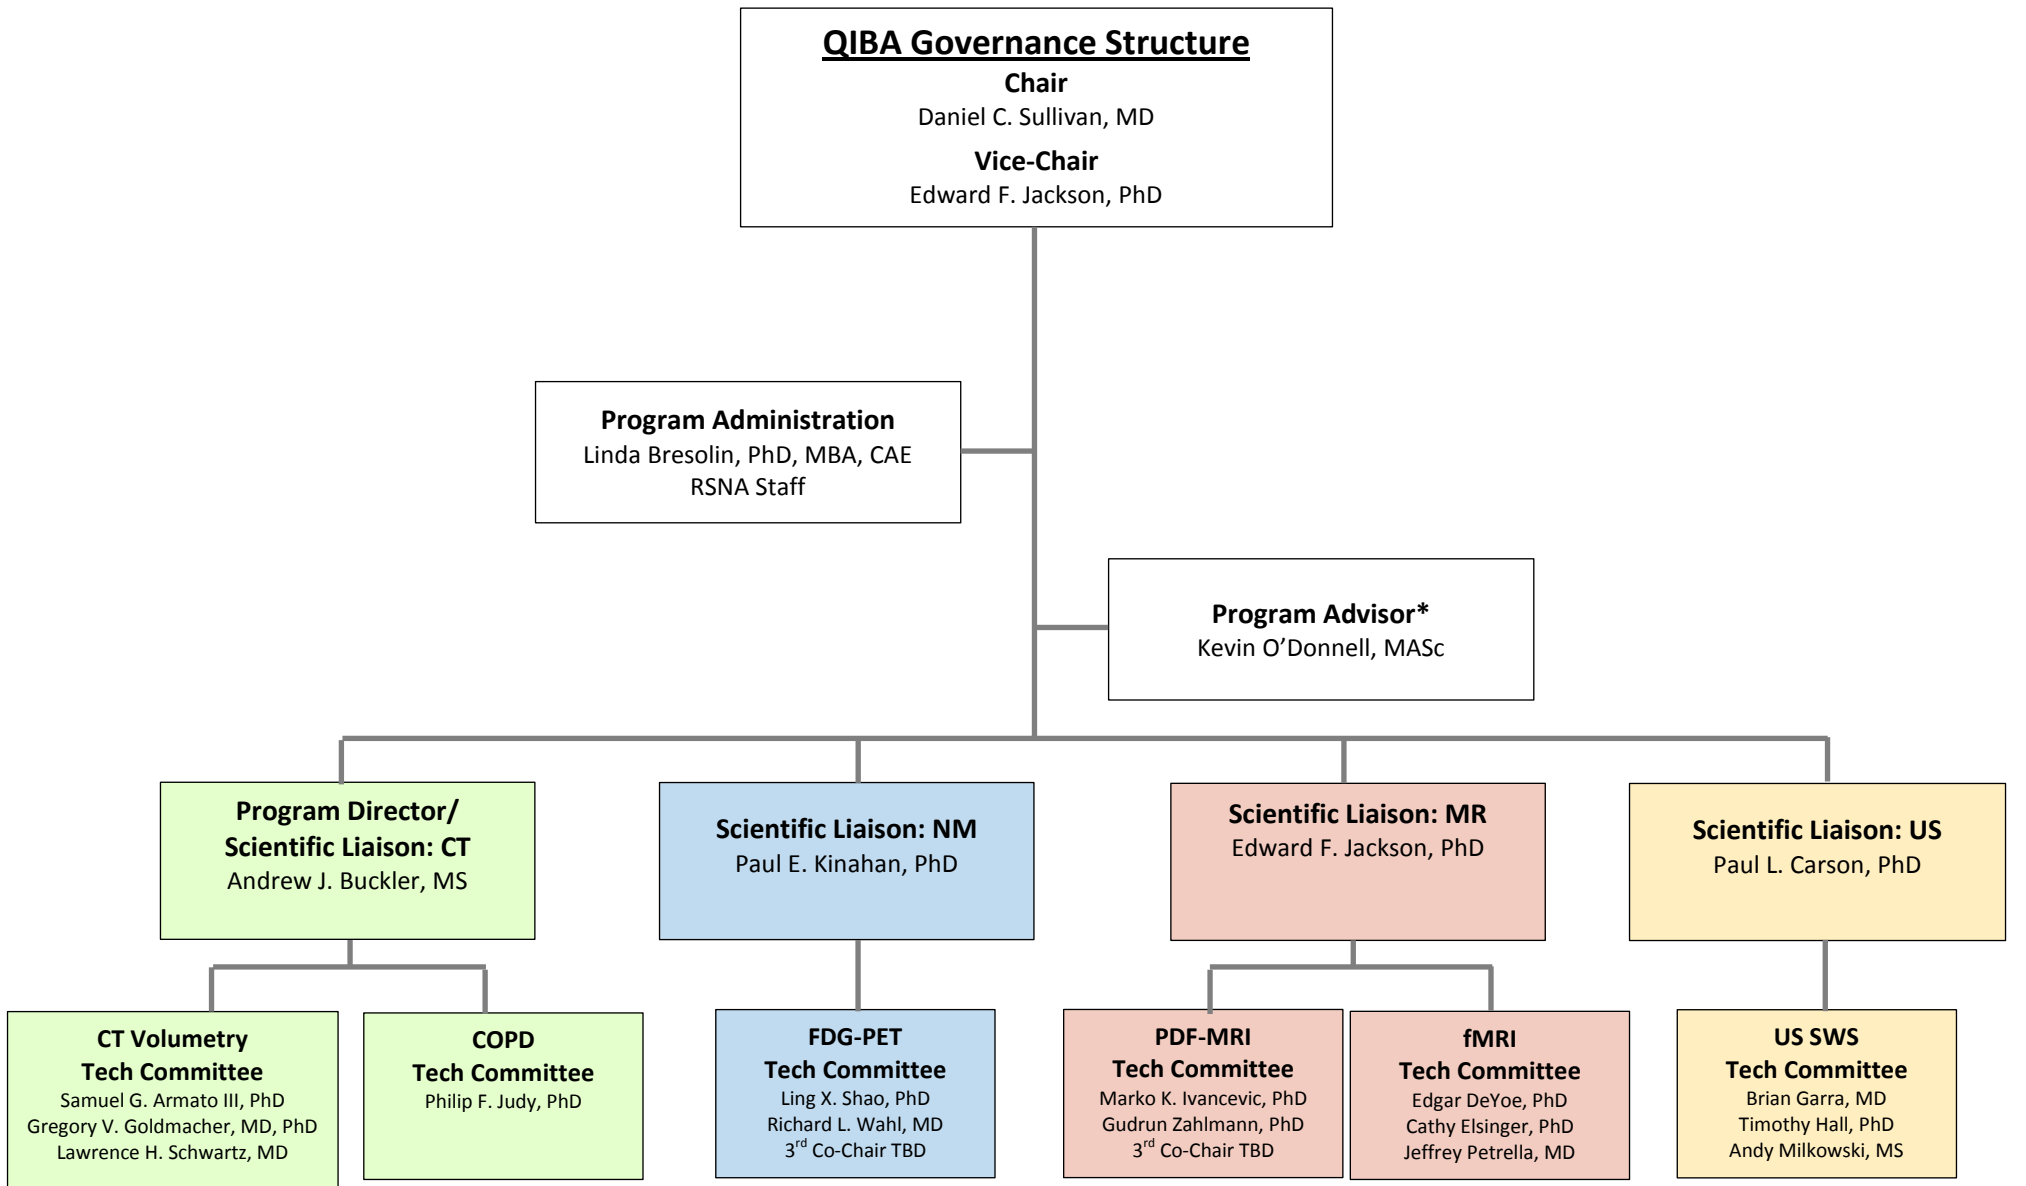 QIBA Governance Structure
Chair
Daniel C. Sullivan, MD
Vice-Chair
Edward F. Jackson, PhD
Program Administration
Linda Bresolin, PhD, MBA, CAE
RSNA Staff
Program Advisor*
Kevin O’Donnell, MASc
Program Director/
Scientific Liaison: CT
Andrew J. Buckler, MS
Scientific Liaison: NM
Paul E. Kinahan, PhD
Scientific Liaison: MR
Edward F. Jackson, PhD
Scientific Liaison: US
Paul L. Carson, PhD
CT Volumetry
Tech Committee
Samuel G. Armato III, PhD
Gregory V. Goldmacher, MD, PhD
Lawrence H. Schwartz, MD
COPD
Tech Committee
Philip F. Judy, PhD
FDG-PET
Tech Committee
Ling X. Shao, PhD
Richard L. Wahl, MD
3rd Co-Chair TBD
PDF-MRI
Tech Committee
Marko K. Ivancevic, PhD
Gudrun Zahlmann, PhD
3rd Co-Chair TBD
fMRI
Tech Committee
Edgar DeYoe, PhD
Cathy Elsinger, PhD
Jeffrey Petrella, MD
US SWS
Tech Committee
Brian Garra, MD
Timothy Hall, PhD
Andy Milkowski, MS